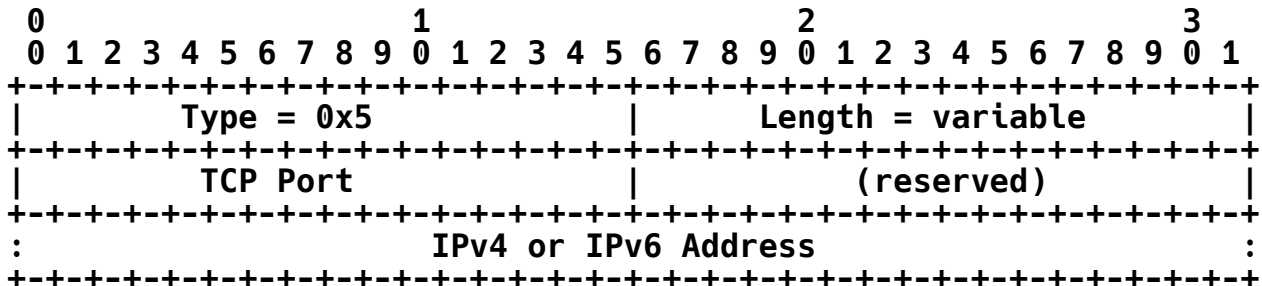 0                   1                   2                   3
 0 1 2 3 4 5 6 7 8 9 0 1 2 3 4 5 6 7 8 9 0 1 2 3 4 5 6 7 8 9 0 1
+-+-+-+-+-+-+-+-+-+-+-+-+-+-+-+-+-+-+-+-+-+-+-+-+-+-+-+-+-+-+-+-+
|        Type = 0x5             |      Length = variable        |
+-+-+-+-+-+-+-+-+-+-+-+-+-+-+-+-+-+-+-+-+-+-+-+-+-+-+-+-+-+-+-+-+
|         TCP Port              |           (reserved)          |
+-+-+-+-+-+-+-+-+-+-+-+-+-+-+-+-+-+-+-+-+-+-+-+-+-+-+-+-+-+-+-+-+
:                     IPv4 or IPv6 Address                      :
+-+-+-+-+-+-+-+-+-+-+-+-+-+-+-+-+-+-+-+-+-+-+-+-+-+-+-+-+-+-+-+-+